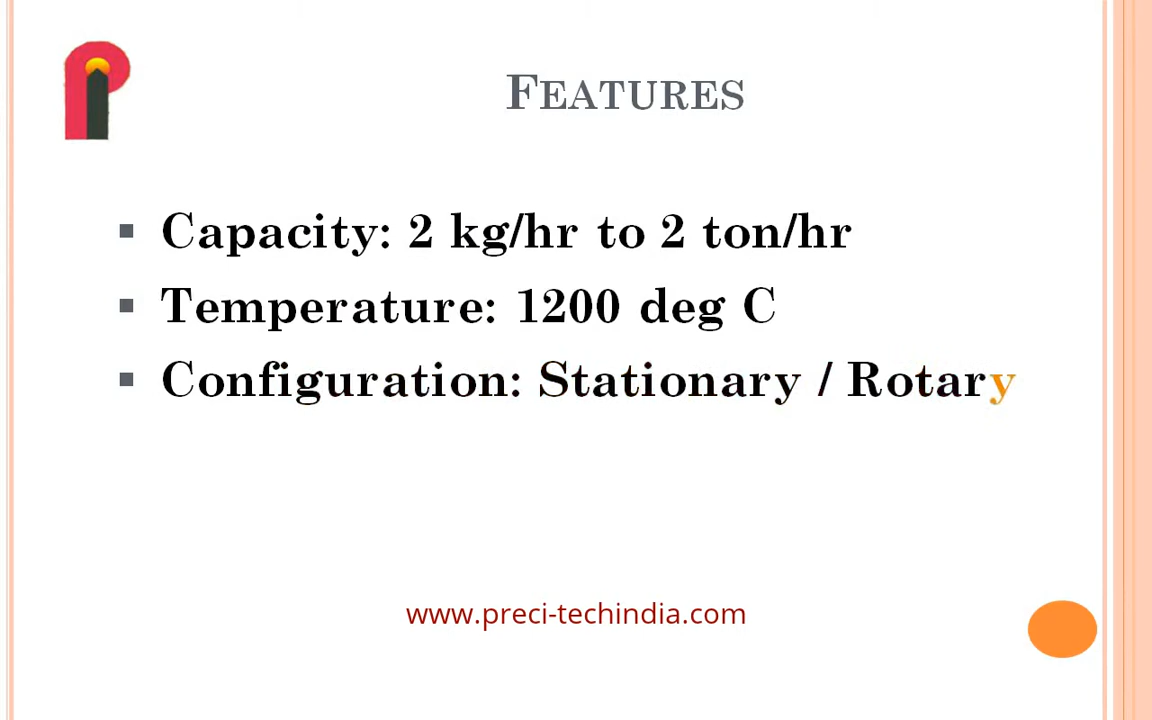 FEATURES
Capacity: 2 kg/hr to 2 ton/hr
Temperature: 1200 deg C
Configuration: Stationary / Rotary
www.preci-techindia.com